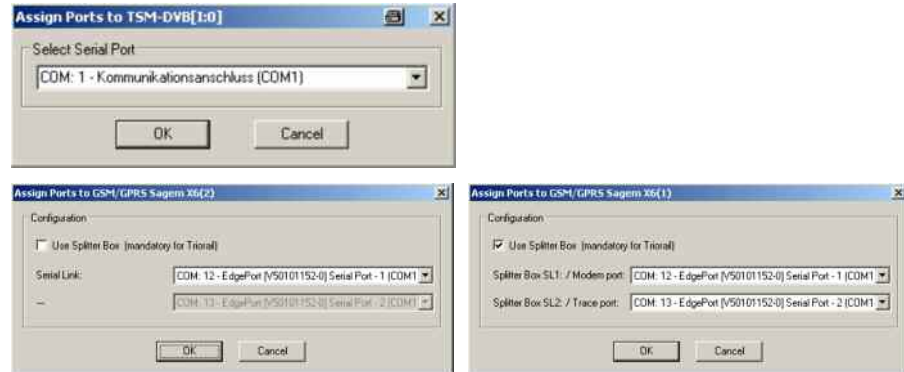 Assign Ports to TSM-DVB[I:0]
Select Serial Port
COM: 1 - Kommunikationsanschluss (COM1)
OK
Cancel
Assign Ports to GSM/GPRS Sagem X6(2)
Configuration
Use Splitter Box (mandatory for Triorail)
Serial Link:
COM: 12 - EdgePort [V50101152-0] Serial Port - 1 (COM1
---
COM: 13 - EdgePort [V50101152-0] Serial Port - 2 (COM1
OK
Cancel
Assign Ports to GSM/GPRS Sagem X6(1)
Configuration
Use Splitter Box (mandatory for Triorail)
Splitter Box SL1: / Modem port:
COM: 12 - EdgePort [V50101152-0] Serial Port - 1 (COM1
Splitter Box SL2: / Trace port:
COM: 13 - EdgePort [V50101152-0] Serial Port - 2 (COM1
OK
Cancel